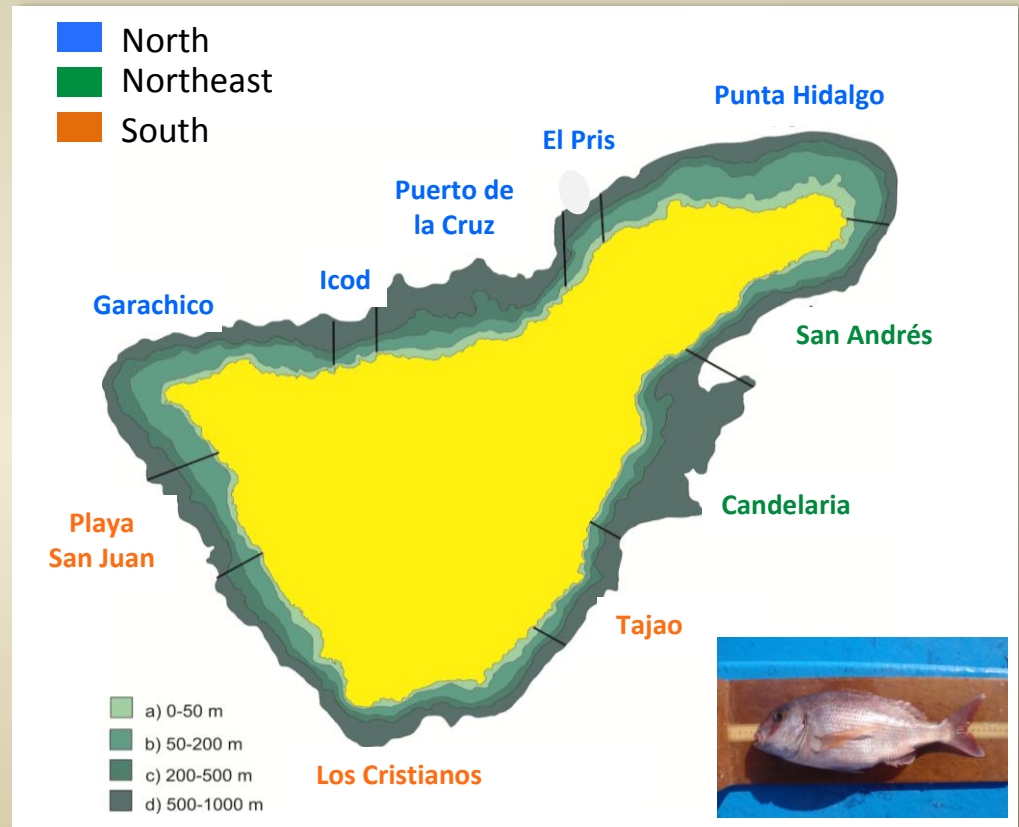 North
Northeast
South
Punta Hidalgo
El Pris
Puerto de
la Cruz
Icod
Garachico
San Andrés
Candelaria
Playa
San Juan
Tajao
Los Cristianos
a) 0-50 m
b) 50-200 m
c) 200-500 m
d) 500-1000 m